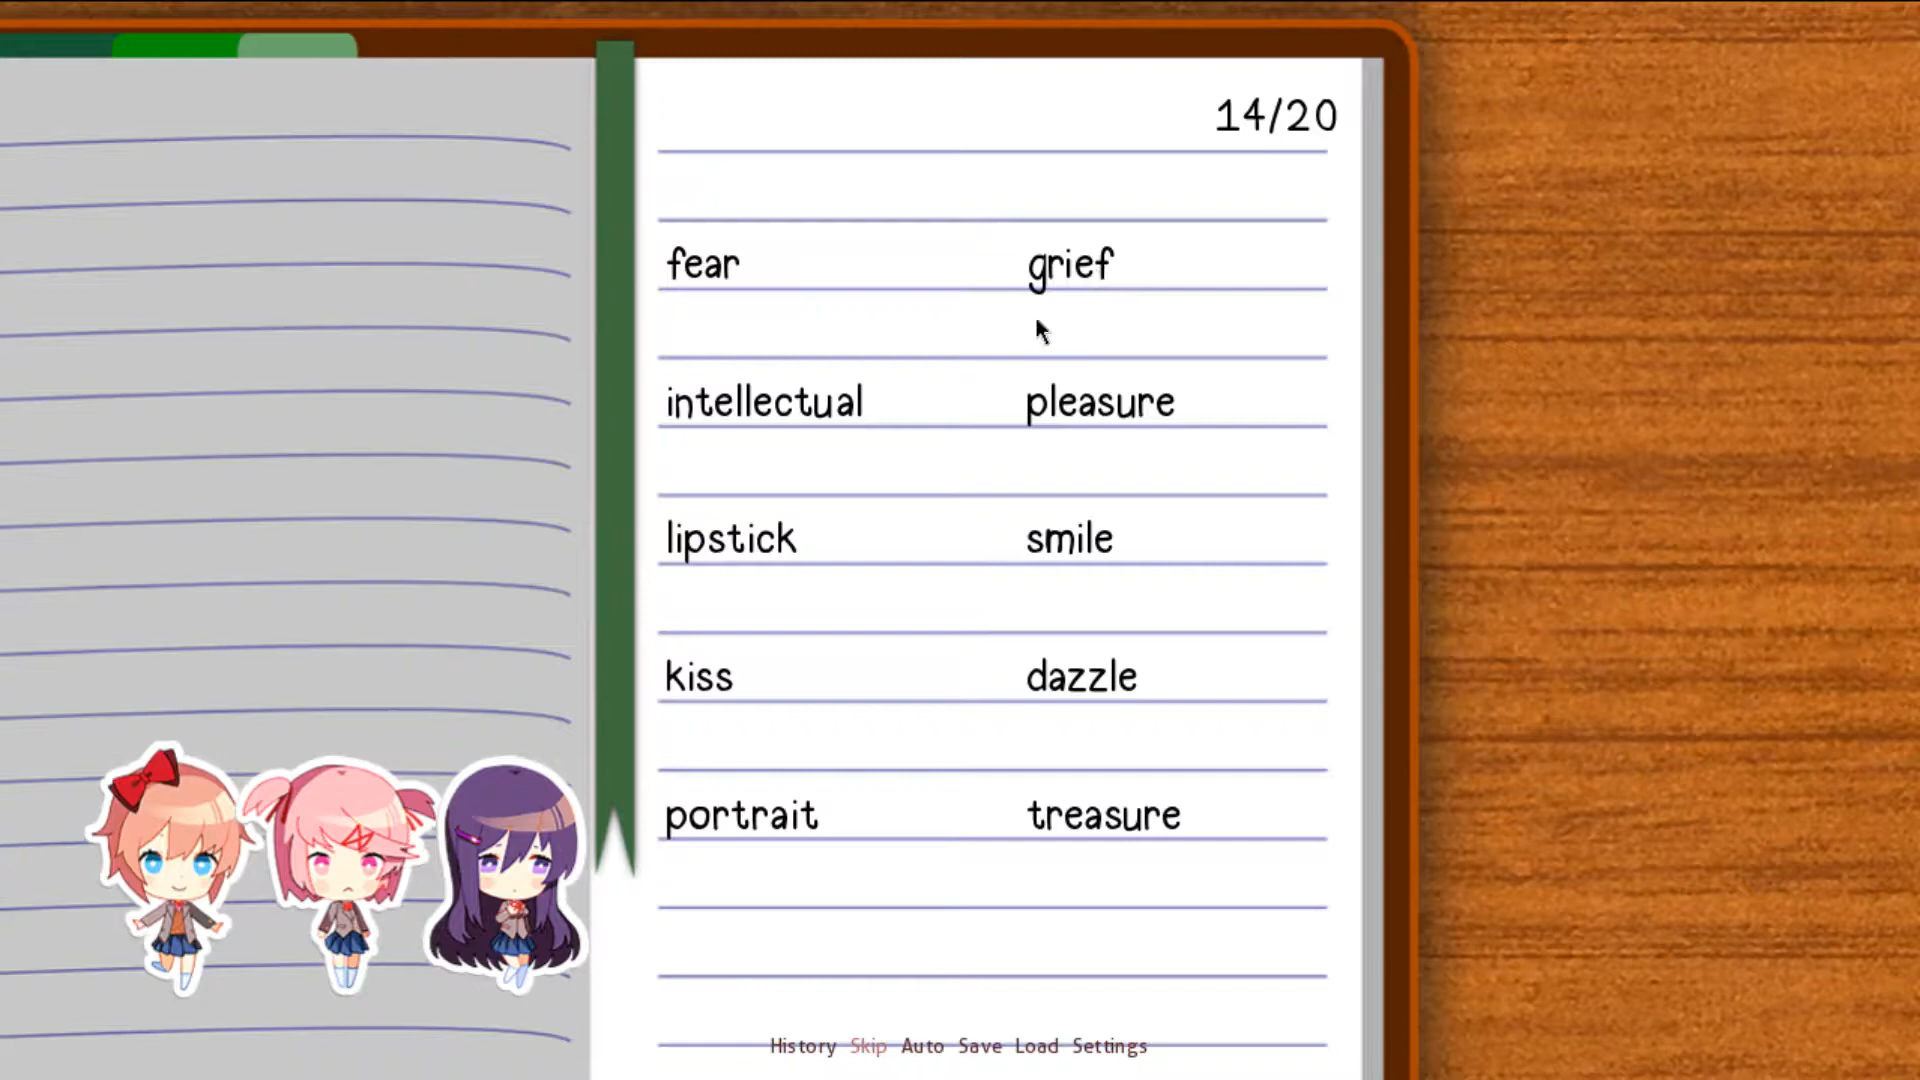 14/20
fear grief
intellectual pleasure
lipstick smile
kiss dazzle
portrait treasure
History Skip Auto Save Load Settings